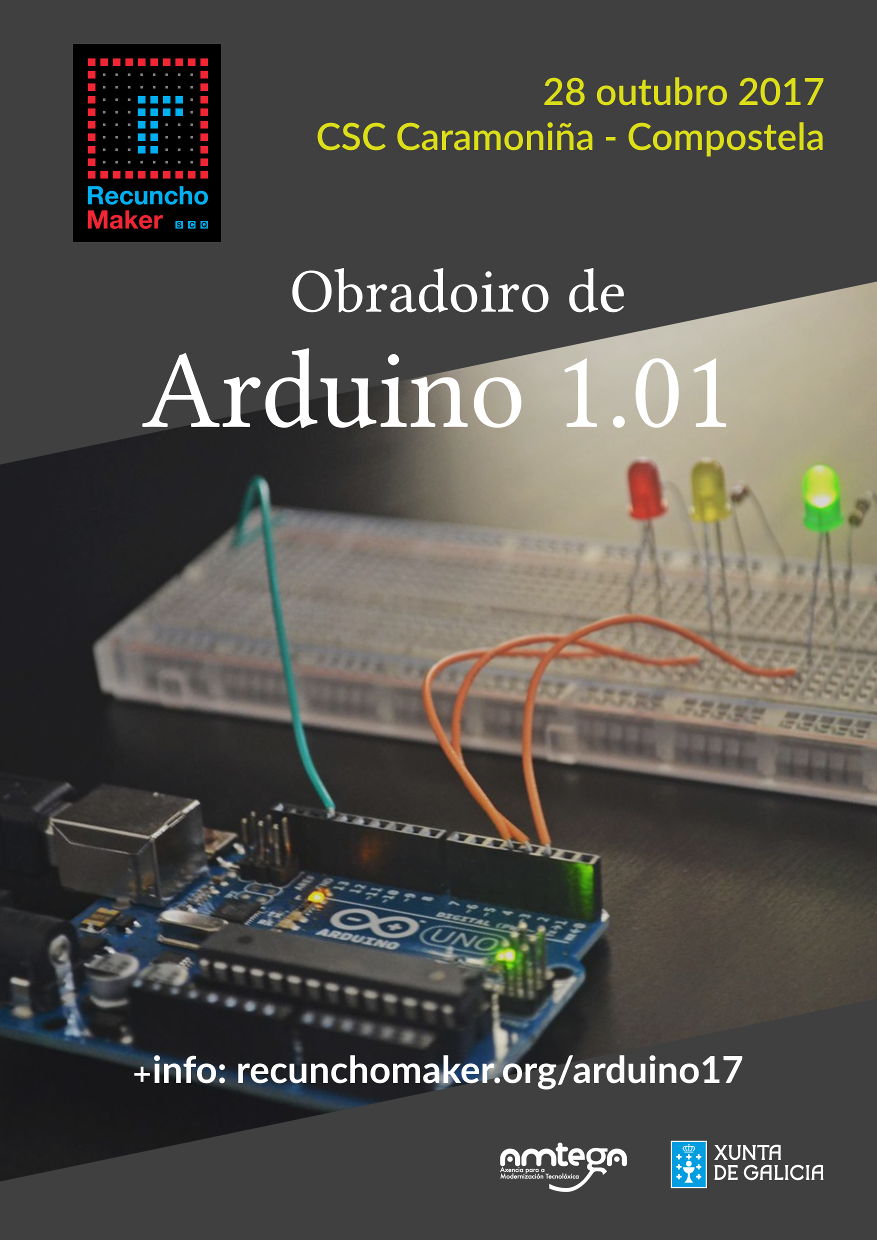 28 outubro 2017
CSC Caramoniña - Compostela
Recuncho
Maker SCQ
Obradoiro de
Arduino 1.01
ARDUINO
UNO
+info: recunchomaker.org/arduino17
amtega
Axencia para a
Modernización Tecnolóxica
XUNTA
DE GALICIA